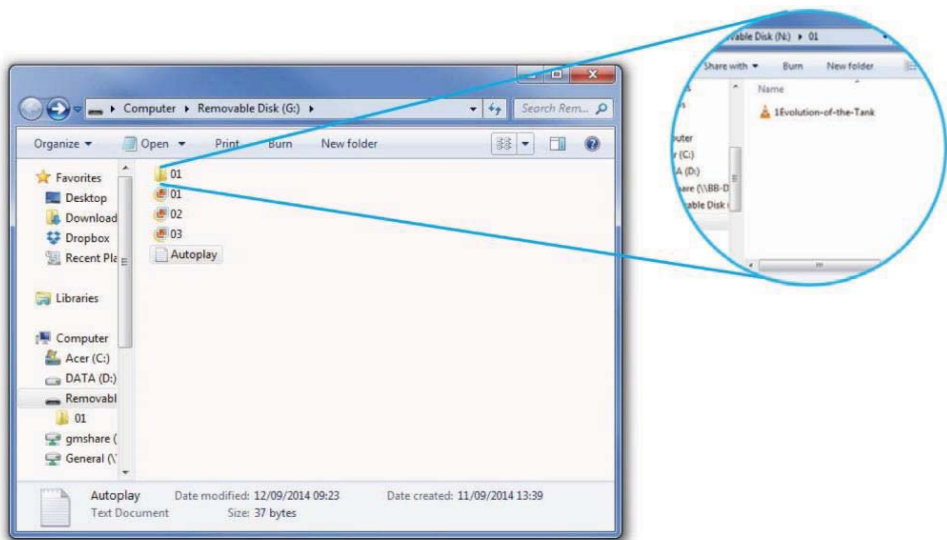 Computer ▸ Removable Disk (G:) ▸
Search Rem...
Organize ▾ Open ▾ Print Burn New folder
Favorites
Desktop
Download
Dropbox
Recent Pla
Libraries
Computer
Acer (C:)
DATA (D:)
Removabl
01
gmshare (
General (\
01
01
02
03
Autoplay
Autoplay Date modified: 12/09/2014 09:23 Date created: 11/09/2014 13:39
Text Document Size: 37 bytes
vable Disk (N:) ▸ 01
Share with ▾ Burn New folder
Name
1Evolution-of-the-Tank
puter
r (C:)
A (D:)
are (\\BB-D
vable Disk